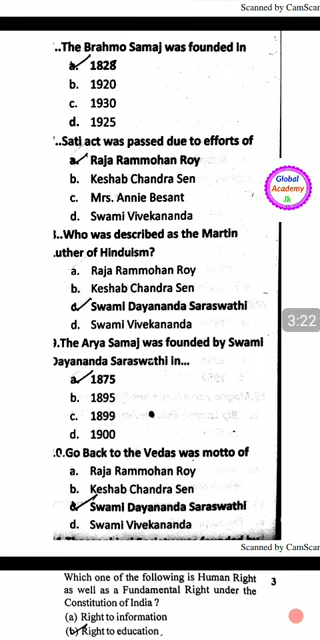 Scanned by CamScan
..The Brahmo Samaj was founded in
a. 1828
b. 1920
c. 1930
d. 1925
..Sati act was passed due to efforts of
a. Raja Rammohan Roy
b. Keshab Chandra Sen
c. Mrs. Annie Besant
d. Swami Vivekananda
Global
Academy
Jk
..Who was described as the Martin
uther of Hinduism?
a. Raja Rammohan Roy
b. Keshab Chandra Sen
c. Swami Dayananda Saraswathi
d. Swami Vivekananda
3:22
.The Arya Samaj was founded by Swami
Dayananda Saraswathi in...
a. 1875
b. 1895
c. 1899
d. 1900
0.Go Back to the Vedas was motto of
a. Raja Rammohan Roy
b. Keshab Chandra Sen
c. Swami Dayananda Saraswathi
d. Swami Vivekananda
Scanned by CamScan
Which one of the following is Human Right 3
as well as a Fundamental Right under the
Constitution of India ?
(a) Right to information
(b) Right to education